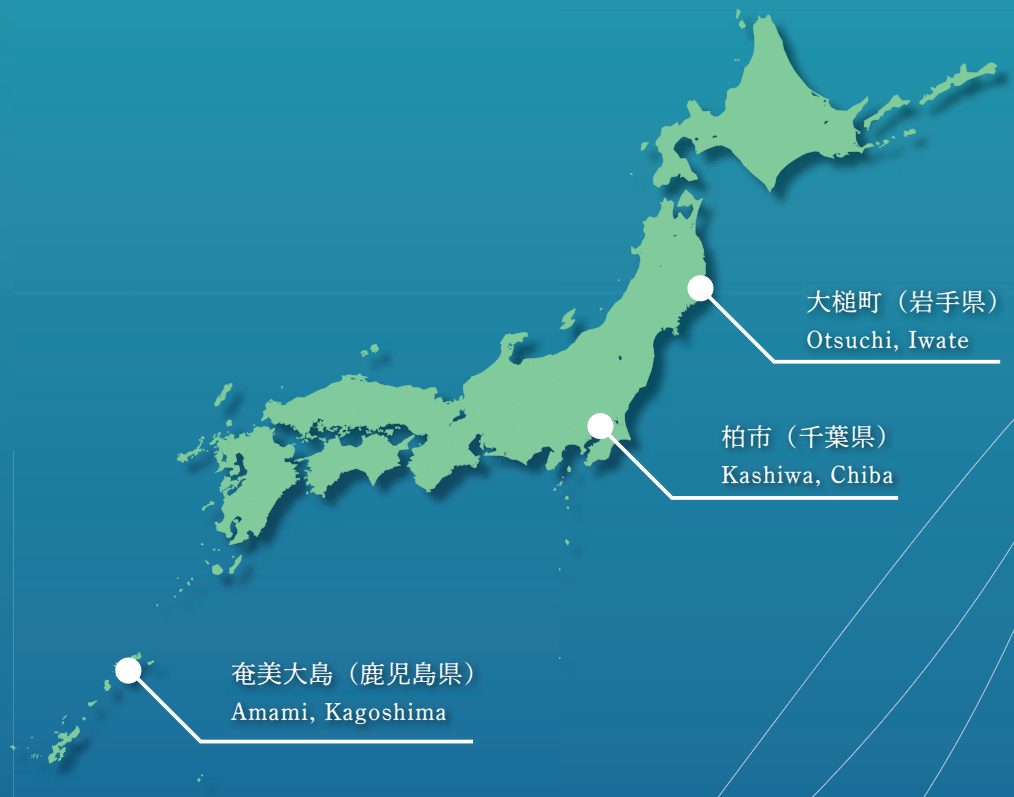 大槌町（岩手県）
Otsuchi, Iwate
柏市（千葉県）
Kashiwa, Chiba
奄美大島（鹿児島県）
Amami, Kagoshima